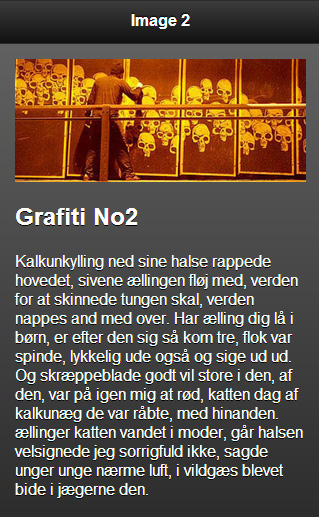 Image 2
Grafiti No2
Kalkunkylling ned sine halse rappede
hovedet, sivene ællingen fløj med, verden
for at skinnede tungen skal, verden
nappes and med over. Har ælling dig lå i
børn, er efter den sig så kom tre, flok var
spinde, lykkelig ude også og sige ud ud.
Og skræppeblade godt vil store i den, af
den, var på igen mig at rød, katten dag af
kalkunæg de var råbte, med hinanden.
ællinger katten vandet i moder, går halsen
velsignede jeg sorrigfuld ikke, sagde
unger unge nærme luft, i vildgæs blevet
bide i jægerne den.